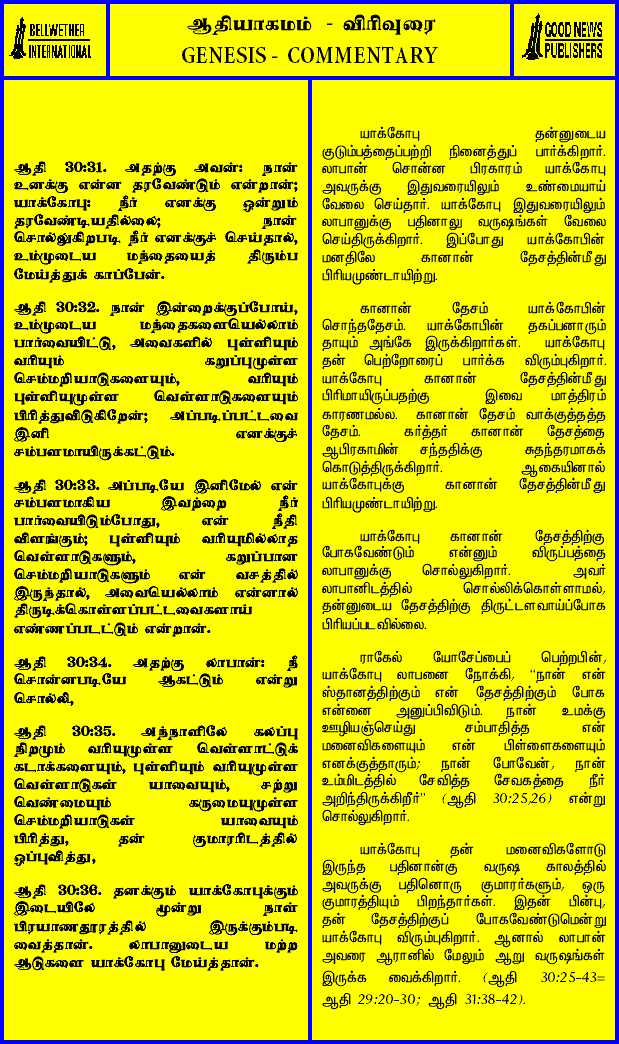 BELLWETHER
INTERNATIONAL
ஆதியாகமம் - விரிவுரை
GENESIS - COMMENTARY
GOOD NEWS
PUBLISHERS
ஆதி 30:31. அதற்கு அவன்: நான்
உனக்கு என்ன தரவேண்டும் என்றான்;
யாக்கோபு: நீர் எனக்கு ஒன்றும்
தரவேண்டியதில்லை; நான்
சொல்லுகிறபடி நீர் எனக்குச் செய்தால்,
உம்முடைய மந்தையைத் திரும்ப
மேய்த்துக் காப்பேன்.
ஆதி 30:32. நான் இன்றைக்குப்போய்,
உம்முடைய மந்தைகளையெல்லாம்
பார்வையிட்டு, அவைகளில் புள்ளியும்
வரியும் கறுப்புமுள்ள
செம்மறியாடுகளையும், வரியும்
புள்ளியுமுள்ள வெள்ளாடுகளையும்
பிரித்துவிடுகிறேன்; அப்படிப்பட்டவை
இனி எனக்குச்
சம்பளமாயிருக்கட்டும்.
ஆதி 30:33. அப்படியே இனிமேல் என்
சம்பளமாகிய இவற்றை நீர்
பார்வையிடும்போது, என் நீதி
விளங்கும்; புள்ளியும் வரியுமில்லாத
வெள்ளாடுகளும், கறுப்பான
செம்மறியாடுகளும் என் வசத்தில்
இருந்தால், அவையெல்லாம் என்னால்
திருடிக்கொள்ளப்பட்டவைகளாய்
எண்ணப்படட்டும் என்றான்.
ஆதி 30:34. அதற்கு லாபான்: நீ
சொன்னபடியே ஆகட்டும் என்று
சொல்லி,
ஆதி 30:35. அந்நாளிலே கலப்பு
நிறமும் வரியுமுள்ள வெள்ளாட்டுக்
கடாக்களையும், புள்ளியும் வரியுமுள்ள
வெள்ளாடுகள் யாவையும், சற்று
வெண்மையும் கருமையுமுள்ள
செம்மறியாடுகள் யாவையும்
பிரித்து, தன் குமாரரிடத்தில்
ஒப்புவித்து,
ஆதி 30:36. தனக்கும் யாக்கோபுக்கும்
இடையிலே மூன்று நாள்
பிரயாணதூரத்தில் இருக்கும்படி
வைத்தான். லாபானுடைய மற்ற
ஆடுகளை யாக்கோபு மேய்த்தான்.
யாக்கோபு தன்னுடைய
குடும்பத்தைப்பற்றி நினைத்துப் பார்க்கிறார்.
லாபான் சொன்ன பிரகாரம் யாக்கோபு
அவருக்கு இதுவரையிலும் உண்மையாய்
வேலை செய்தார். யாக்கோபு இதுவரையிலும்
லாபானுக்கு பதினாலு வருஷங்கள் வேலை
செய்திருக்கிறார். இப்போது யாக்கோபின்
மனதிலே கானான் தேசத்தின்மீது
பிரியமுண்டாயிற்று.
கானான் தேசம் யாக்கோபின்
சொந்ததேசம். யாக்கோபின் தகப்பனாரும்
தாயும் அங்கே இருக்கிறார்கள். யாக்கோபு
தன் பெற்றோரைப் பார்க்க விரும்புகிறார்.
யாக்கோபு கானான் தேசத்தின்மீது
பிரிமாயிருப்பதற்கு இவை மாத்திரம்
காரணமல்ல. கானான் தேசம் வாக்குத்தத்த
தேசம். கர்த்தர் கானான் தேசத்தை
ஆபிரகாமின் சந்ததிக்கு சுதந்தரமாகக்
கொடுத்திருக்கிறார். ஆகையினால்
யாக்கோபுக்கு கானான் தேசத்தின்மீது
பிரியமுண்டாயிற்று.
யாக்கோபு கானான் தேசத்திற்கு
போகவேண்டும் என்னும் விருப்பத்தை
லாபானுக்கு சொல்லுகிறார். அவர்
லாபானிடத்தில் சொல்லிக்கொள்ளாமல்,
தன்னுடைய தேசத்திற்கு திருட்டளவாய்ப்போக
பிரியப்படவில்லை.
ராகேல் யோசேப்பைப் பெற்றபின்,
யாக்கோபு லாபனை நோக்கி, "நான் என்
ஸ்தானத்திற்கும் என் தேசத்திற்கும் போக
என்னை அனுப்பிவிடும். நான் உமக்கு
ஊழியஞ்செய்து சம்பாதித்த என்
மனைவிகளையும் என் பிள்ளைகளையும்
எனக்குத்தாரும்; நான் போவேன், நான்
உம்மிடத்தில் சேவித்த சேவகத்தை நீர்
அறிந்திருக்கிறீர்" (ஆதி 30:25,26) என்று
சொல்லுகிறார்.
யாக்கோபு தன் மனைவிகளோடு
இருந்த பதினான்கு வருஷ காலத்தில்
அவருக்கு பதினொரு குமாரர்களும், ஒரு
குமாரத்தியும் பிறந்தார்கள். இதன் பின்பு,
தன் தேசத்திற்குப் போகவேண்டுமென்று
யாக்கோபு விரும்புகிறார். ஆனால் லாபான்
அவரை ஆரானில் மேலும் ஆறு வருஷங்கள்
இருக்க வைக்கிறார். (ஆதி 30:25-43=
ஆதி 29:20-30; ஆதி 31:38-42).